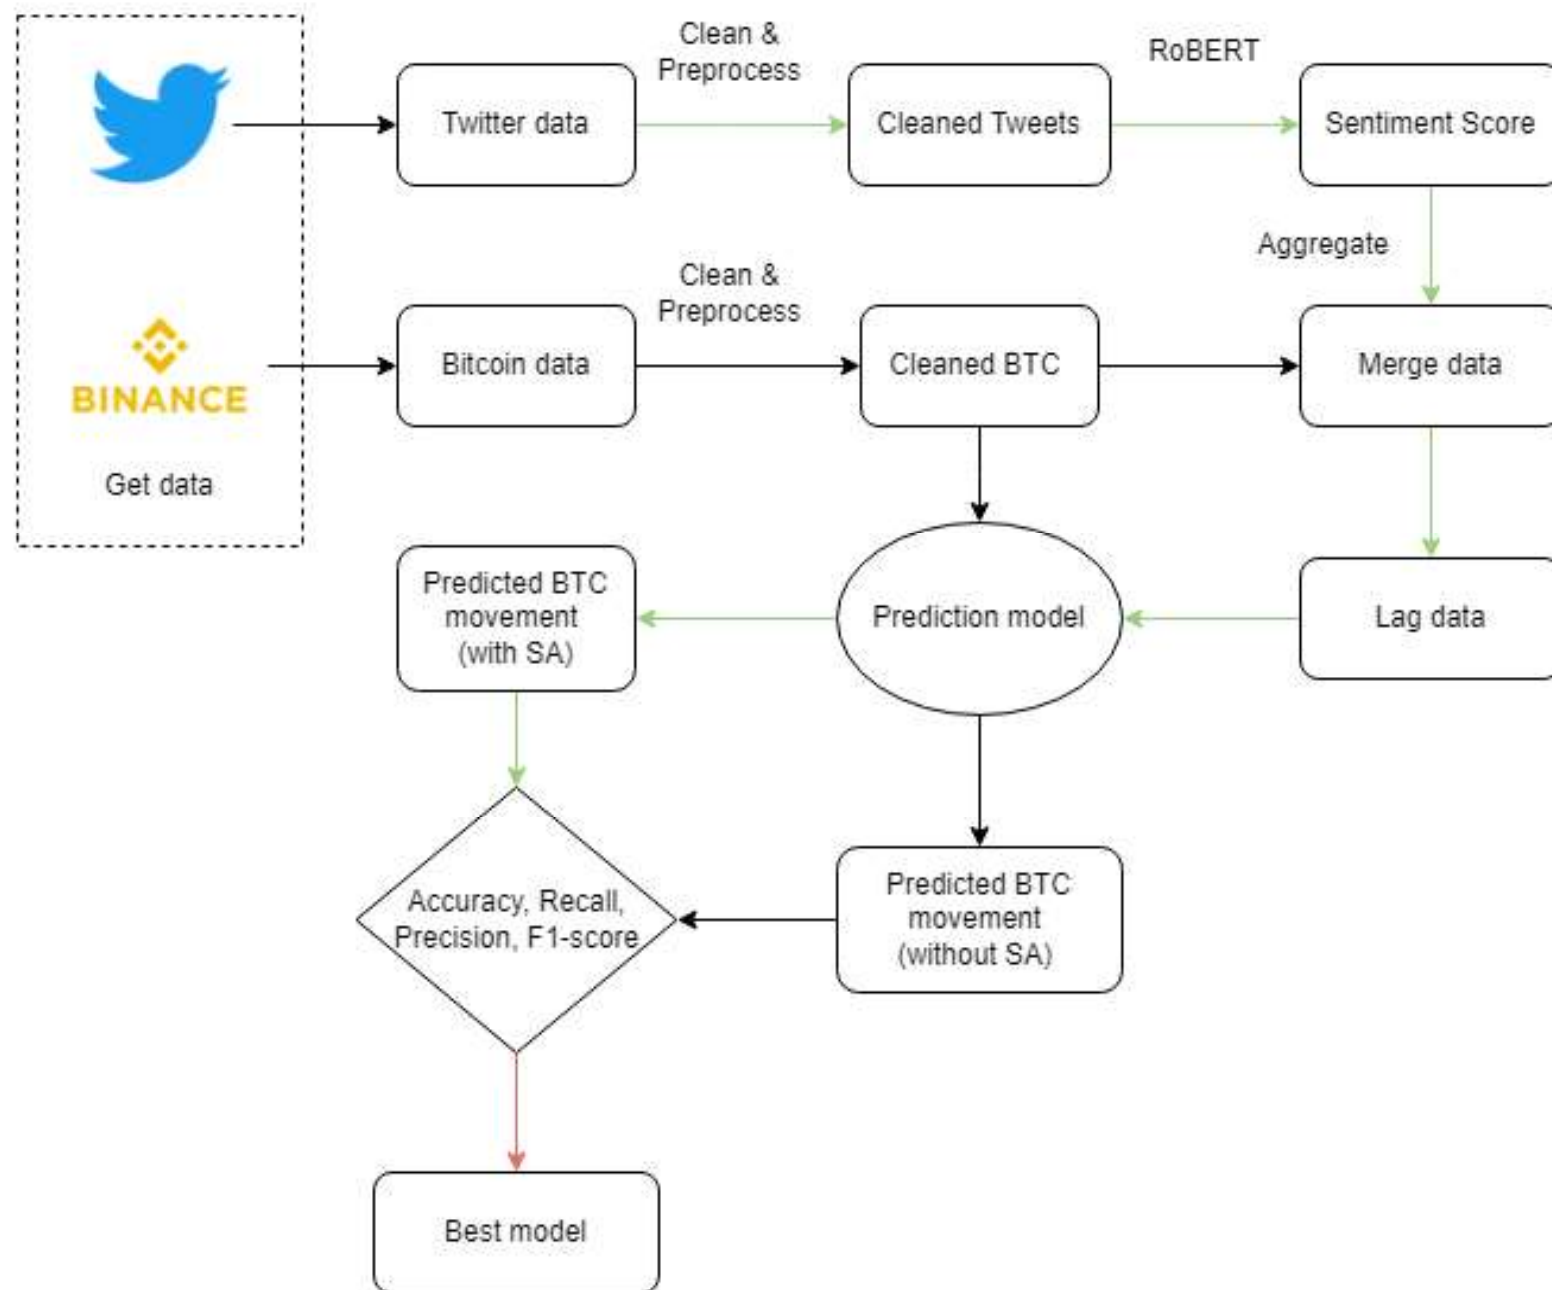 Clean &
Preprocess
RoBERT
Twitter data
Cleaned Tweets
Sentiment Score
Aggregate
Clean &
Preprocess
Bitcoin data
Cleaned BTC
Merge data
BINANCE
Get data
Predicted BTC
movement
(with SA)
Prediction model
Lag data
Accuracy, Recall,
Precision, F1-score
Predicted BTC
movement
(without SA)
Best model